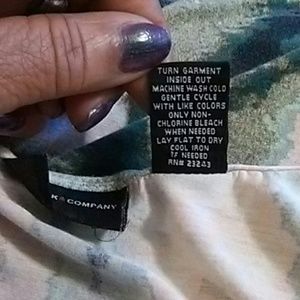 TURN GARMENT
INSIDE OUT
MACHINE WASH COLD
GENTLE CYCLE
WITH LIKE COLORS
ONLY NON-
CHLORINE BLEACH
WHEN NEEDED
LAY FLAT TO DRY
COOL IRON
IF NEEDED
RN# 23243
K & COMPANY